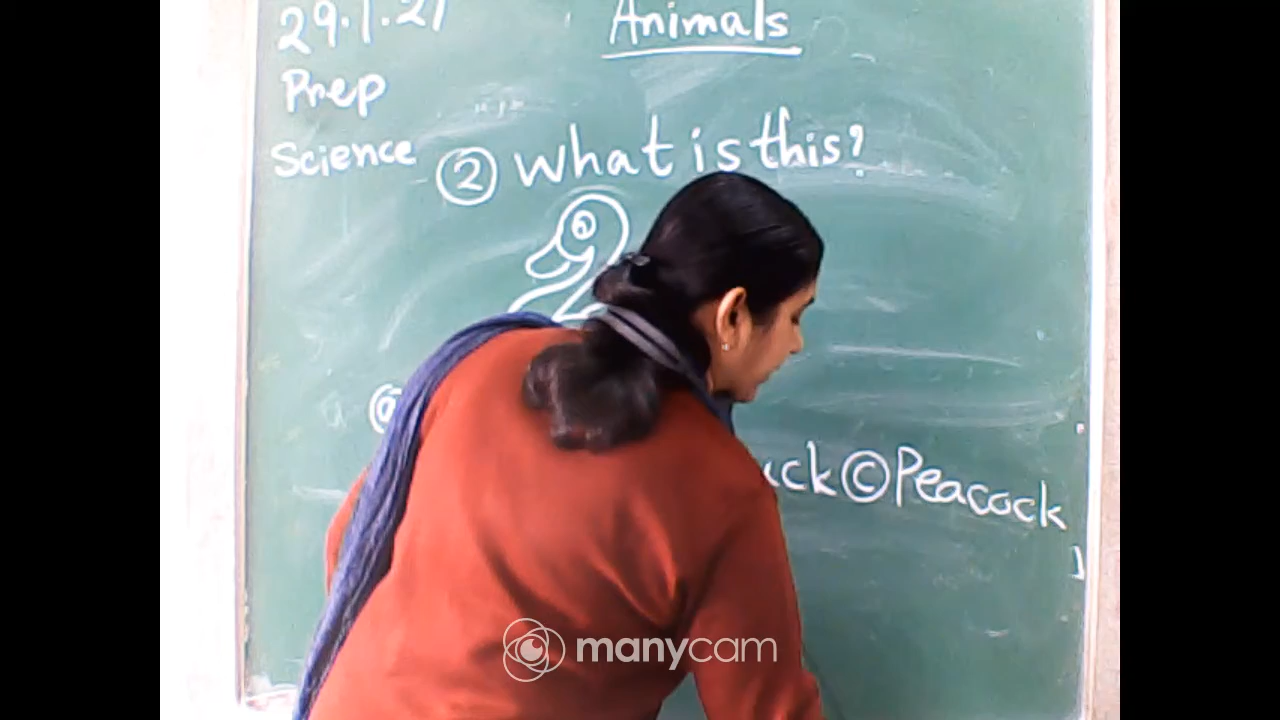 29.1.21
Animals
Prep
Science
② What is this?
ⓐ
ck ⓒ Peacock
manycam